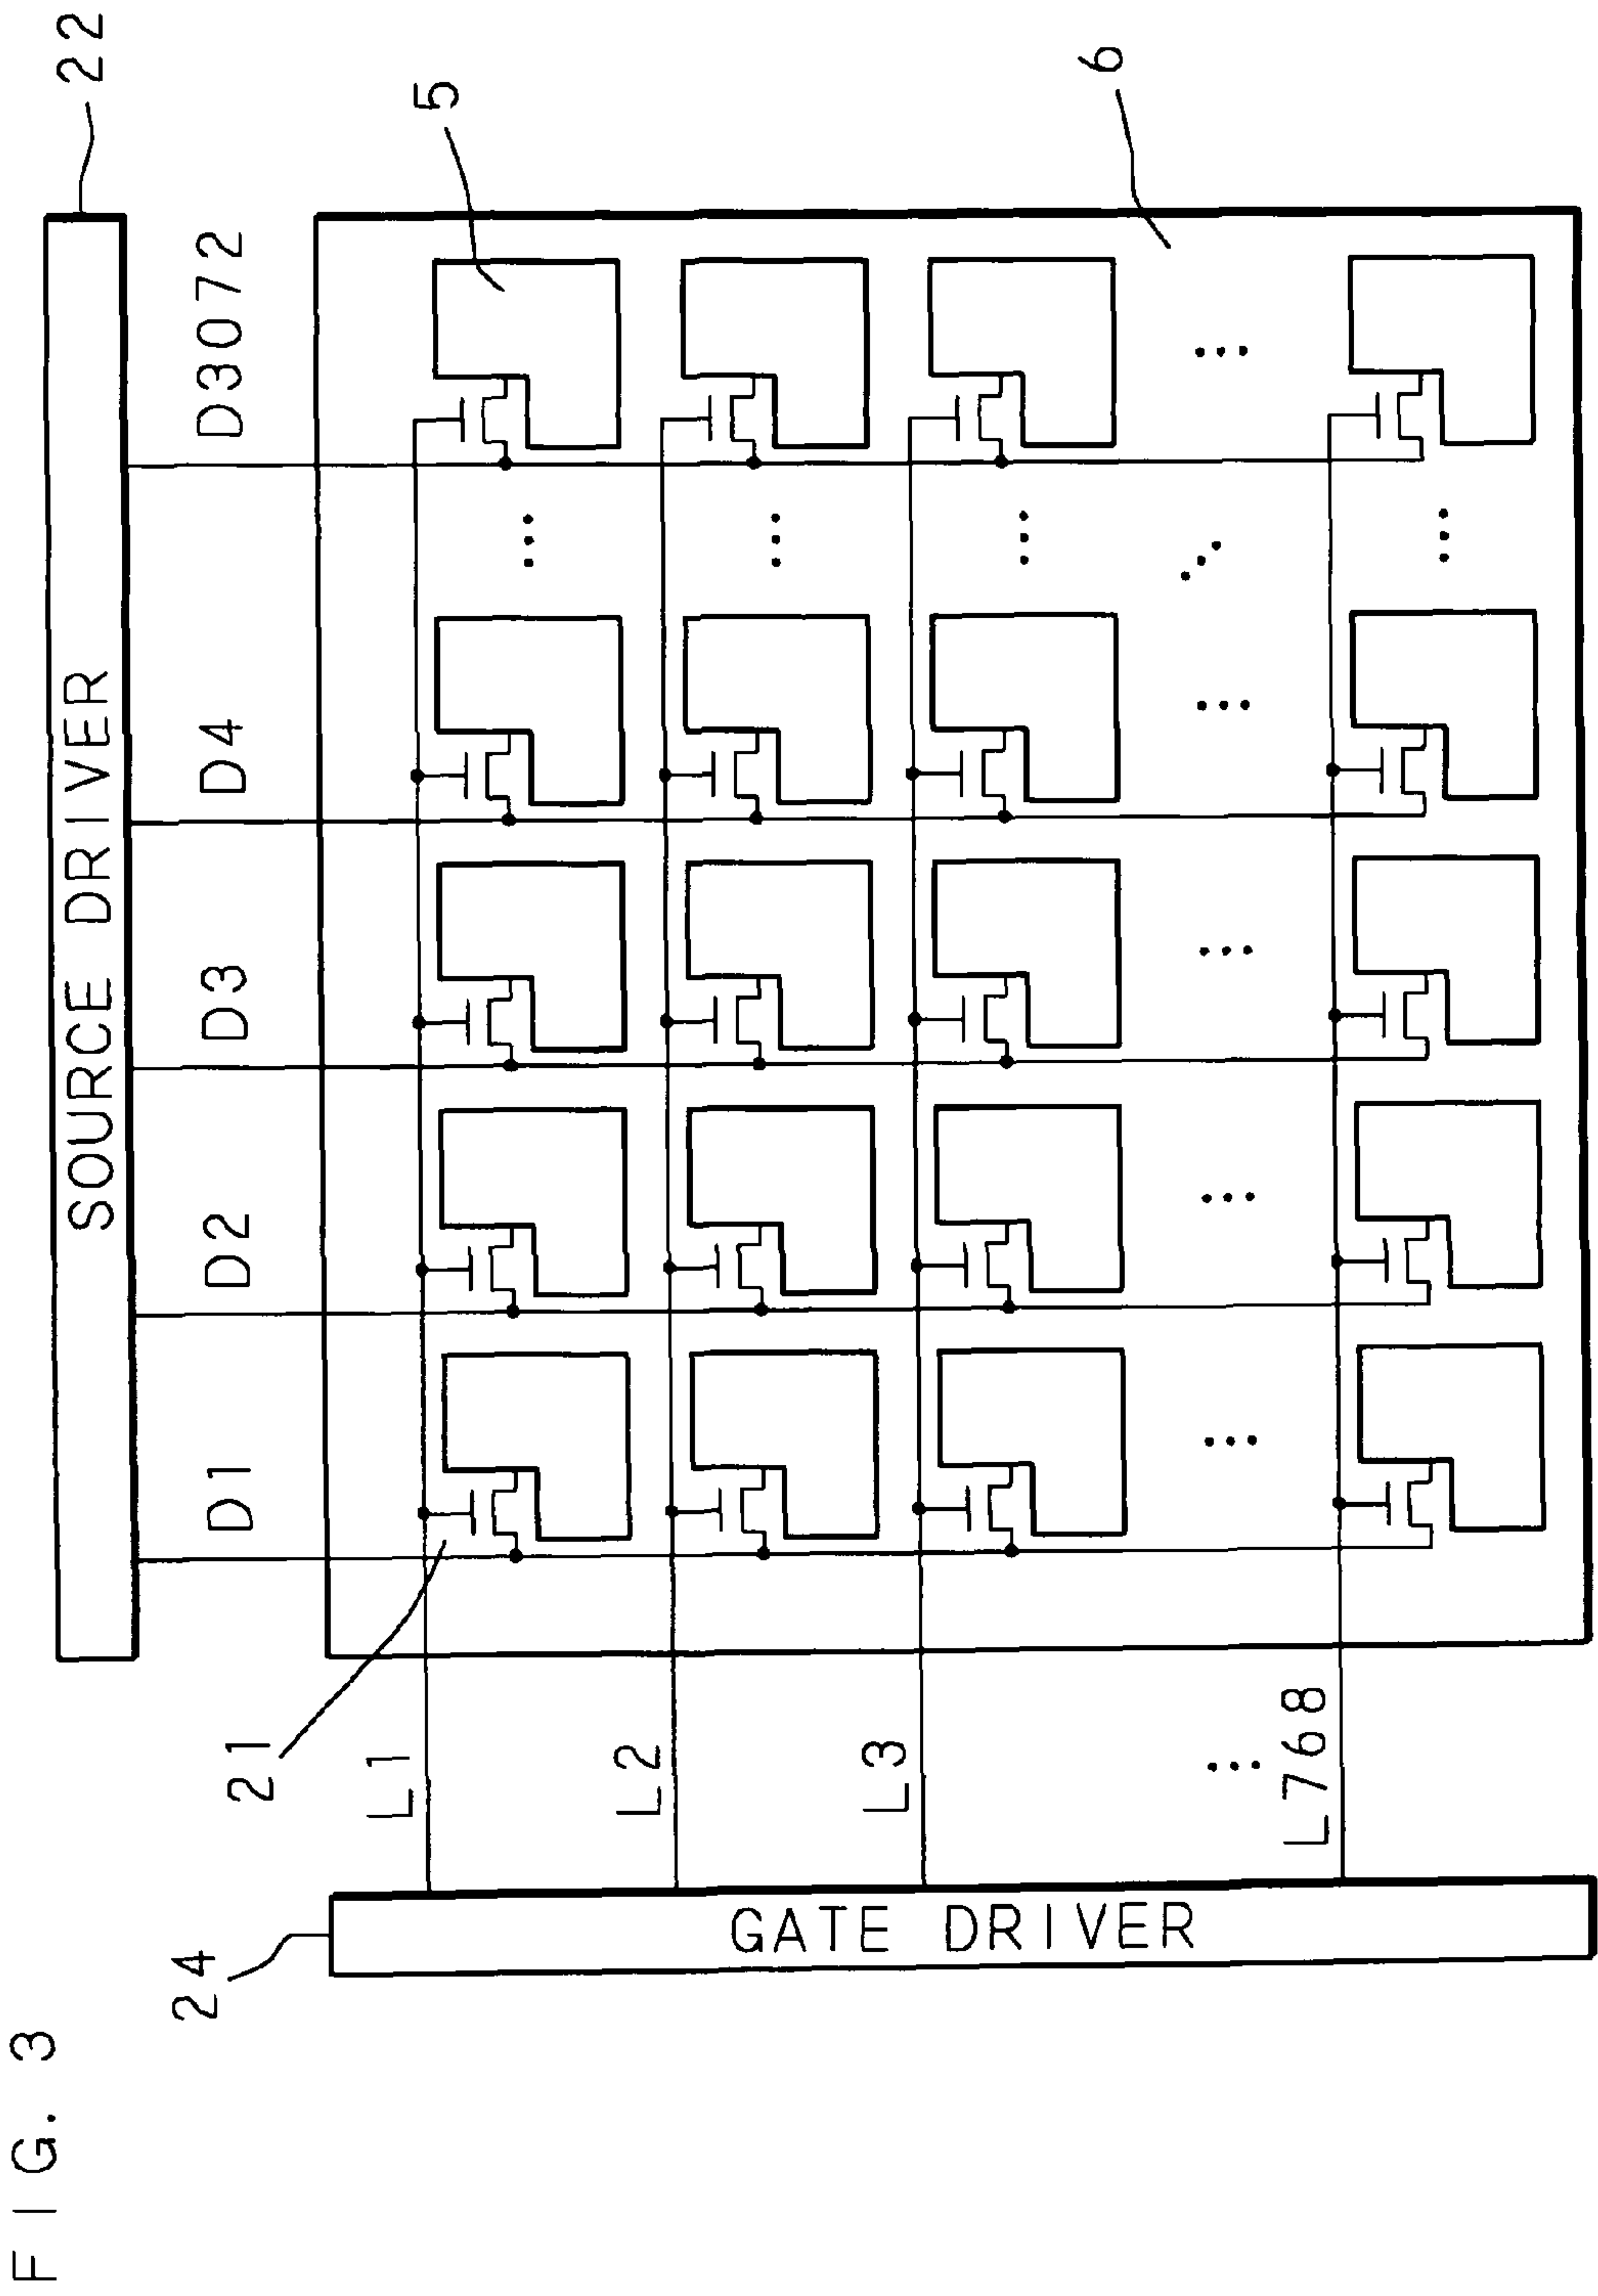 FIG. 3
22
SOURCE DRIVER
D1 D2 D3 D4 D3072
5
6
21
24
GATE DRIVER
L1
L2
L3
L768